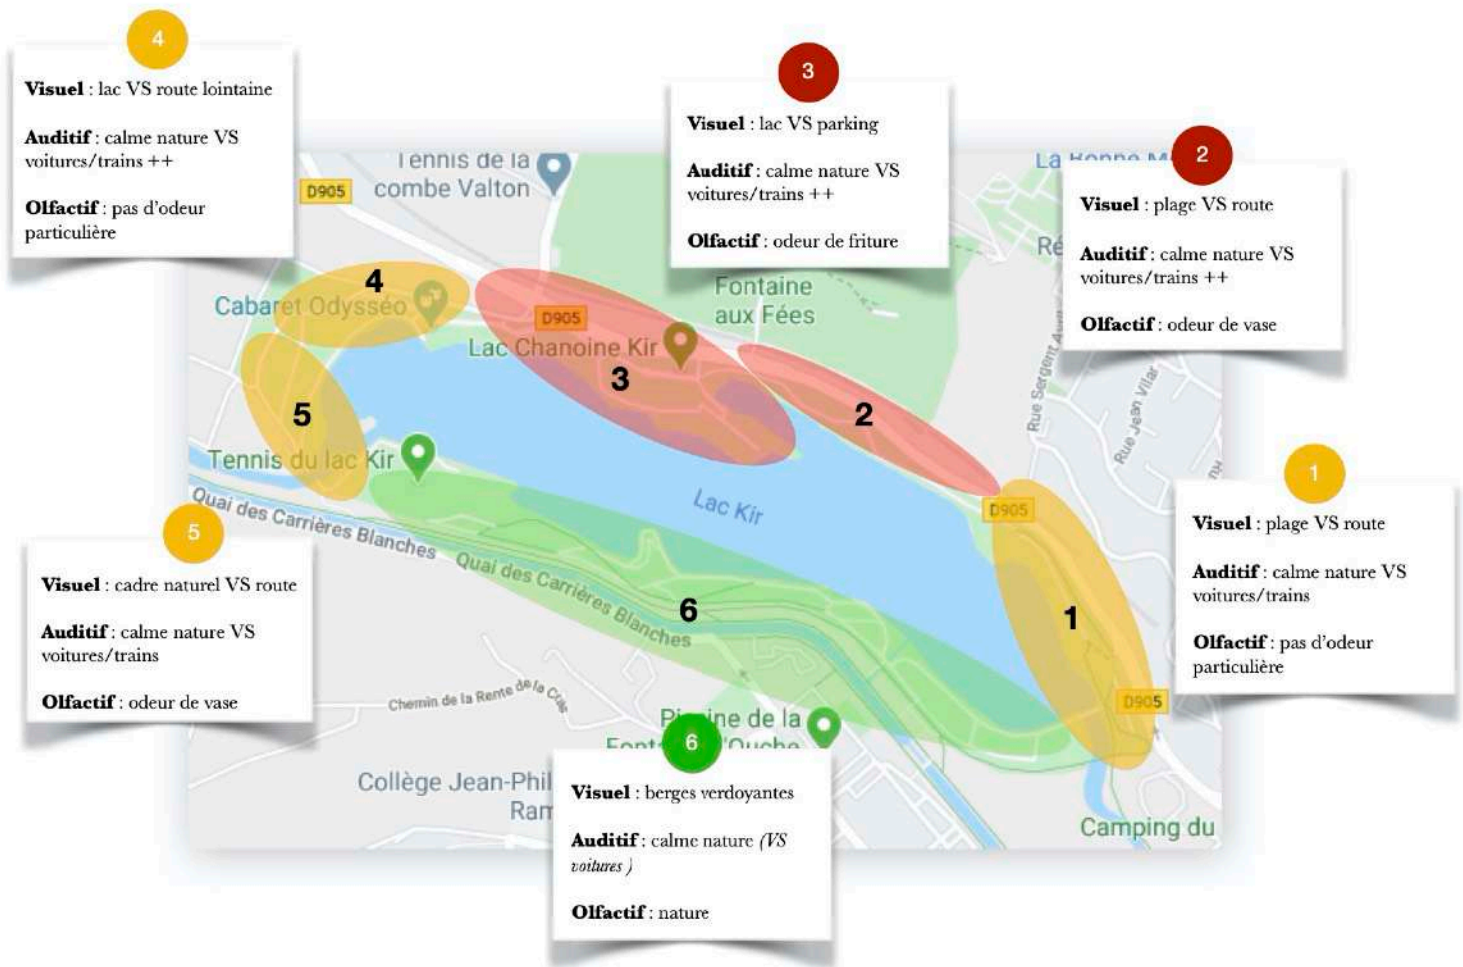 4
Visuel : lac VS route lointaine
Auditif : calme nature VS
voitures/trains ++
Olfactif : pas d'odeur
particulière
3
Visuel : lac VS parking
Auditif : calme nature VS
voitures/trains ++
Olfactif : odeur de friture
2
Visuel : plage VS route
Auditif : calme nature VS
voitures/trains ++
Olfactif : odeur de vase
1
Visuel : plage VS route
Auditif : calme nature VS
voitures/trains
Olfactif : pas d'odeur
particulière
5
Visuel : cadre naturel VS route
Auditif : calme nature VS
voitures/trains
Olfactif : odeur de vase
6
Visuel : berges verdoyantes
Auditif : calme nature (VS
voitures )
Olfactif : nature
Tennis de la
combe Valton
D905
La Bonne
Fontaine
aux Fées
4
Cabaret Odysséo
D905
Lac Chanoine Kir
3
2
Rue Sergent
Rue Jean Vilar
5
Tennis du lac Kir
Lac Kir
D905
Quai des Carrières Blanches
Quai des Carrières Blanches
6
1
Chemin de la Rente de la Cras
D905
Piscine de la
Collège Jean-Phil
Camping du